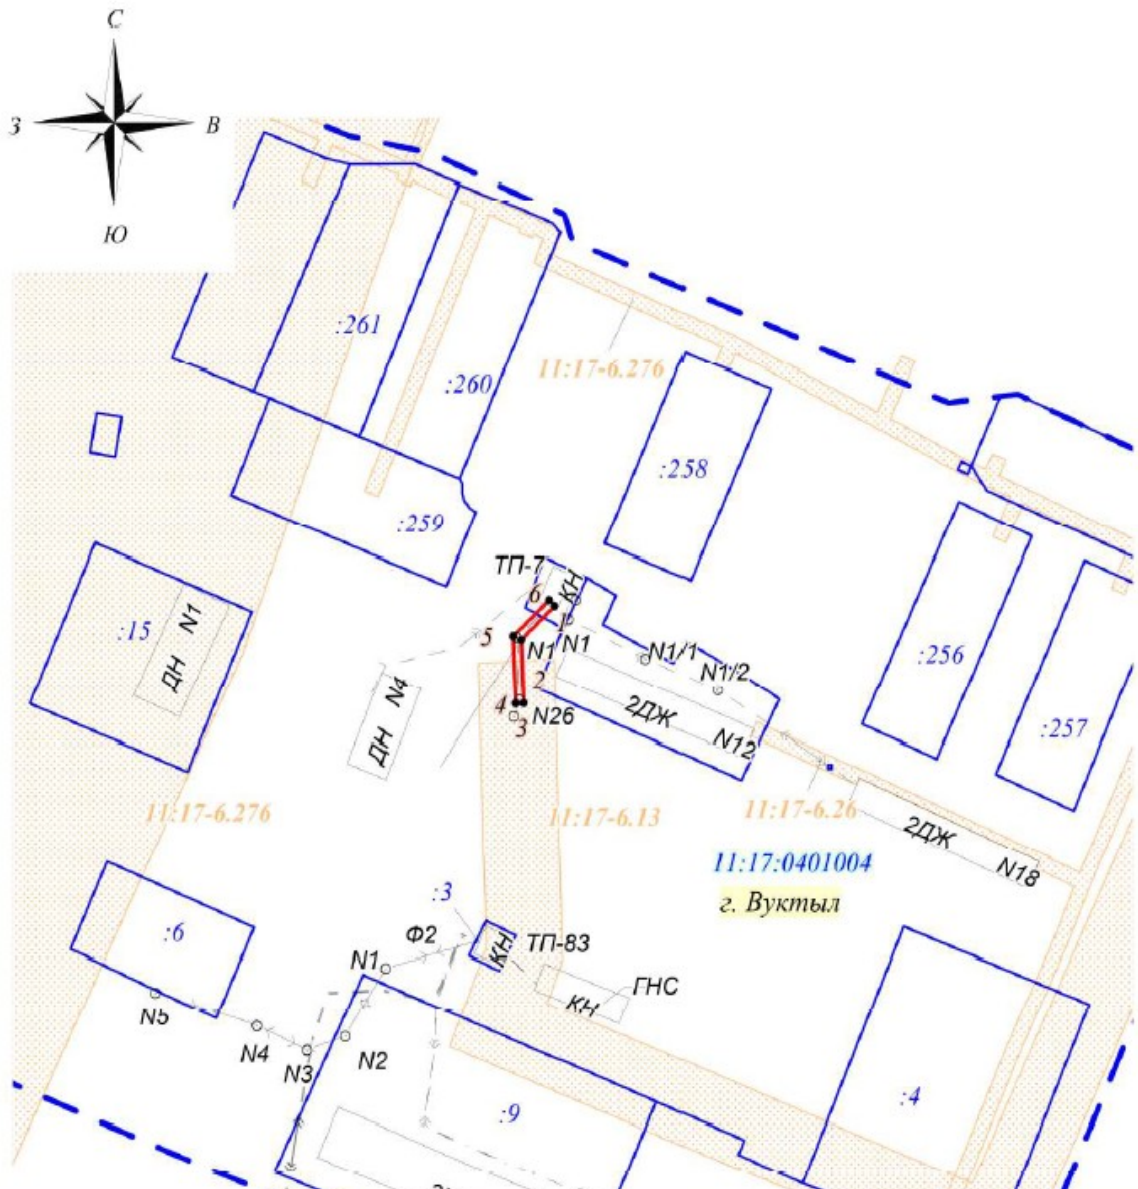 С
З
В
Ю
:261
:260
11:17-6.276
:258
:259
ТП-7
КН
6
1
5
N1
N1
:15
ДН N1
N1/1
N1/2
:256
2
4
3
N26
2ДЖ
N12
ДН N4
:257
11:17-6.276
11:17-6.13
11:17-6.26
2ДЖ
N18
11:17:0401004
г. Вуктыл
:3
:6
Ф2
КН
ТП-83
N1
ГНС
КН
N5
N4
N2
N3
:9
:4